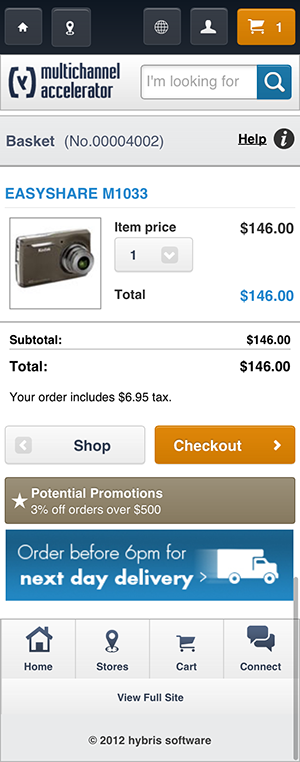 1
multichannel
accelerator
I'm looking for
Basket (No.00004002)
Help i
EASYSHARE M1033
Item price $146.00
1
Total $146.00
Subtotal: $146.00
Total: $146.00
Your order includes $6.95 tax.
Shop Checkout
Potential Promotions
3% off orders over $500
Order before 6pm for
next day delivery >
Home Stores Cart Connect
View Full Site
© 2012 hybris software